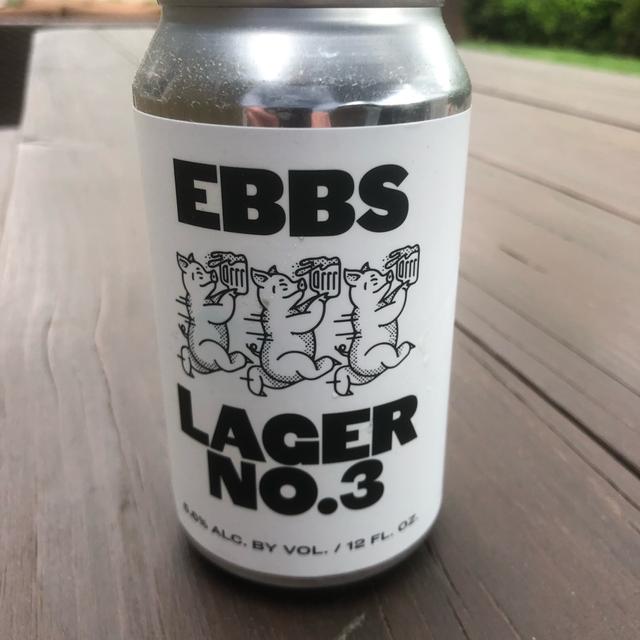 EBBS
LAGER
NO.3
ALC. BY VOL. / 12 FL. OZ.